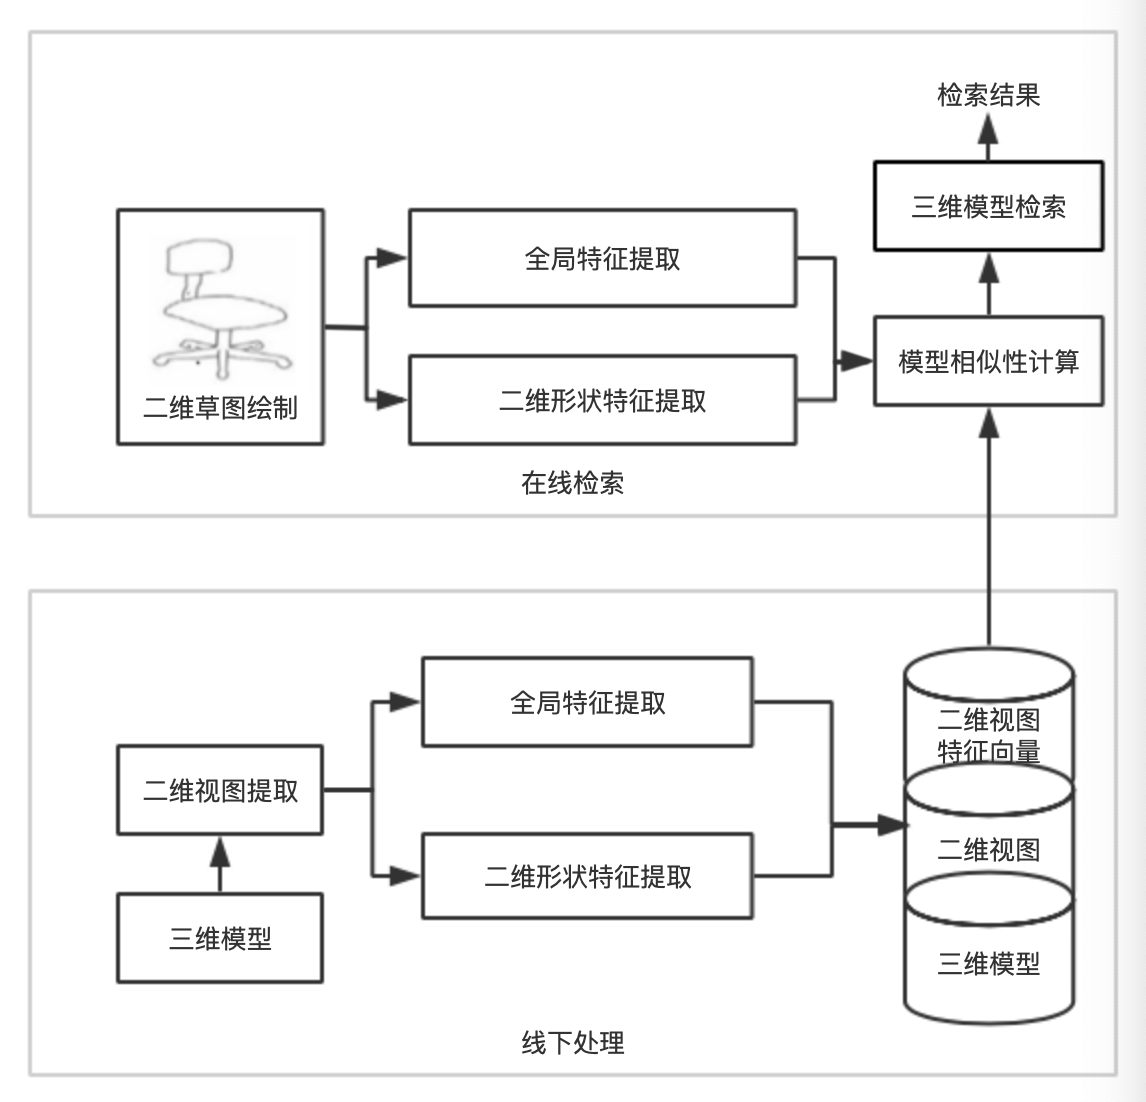 检索结果
三维模型检索
全局特征提取
模型相似性计算
二维形状特征提取
二维草图绘制
在线检索
全局特征提取
二维视图
特征向量
二维视图提取
二维视图
二维形状特征提取
三维模型
三维模型
线下处理